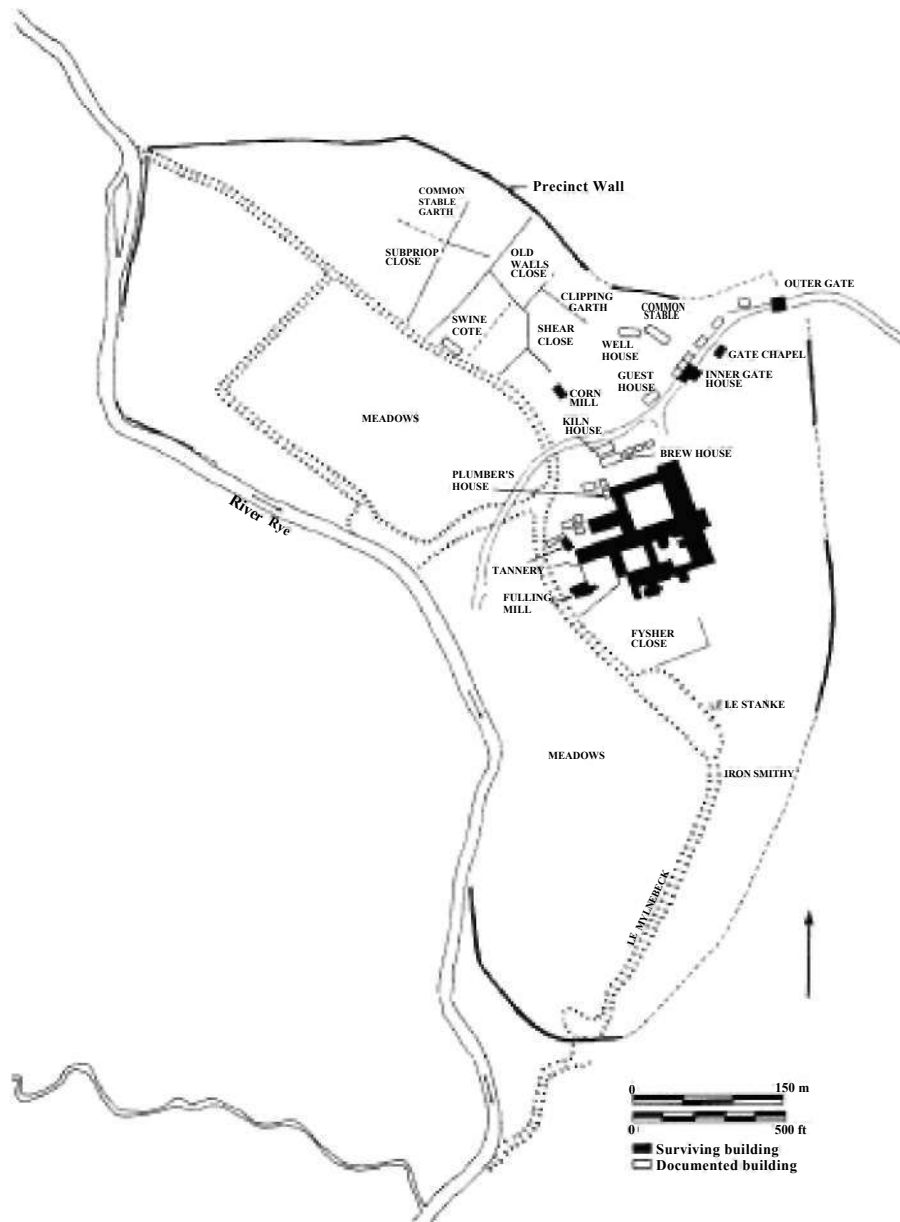 Precinct Wall
COMMON
STABLE
GARTH
SUBPRIOP
CLOSE
OLD
WALLS
CLOSE
OUTER GATE
CLIPPING
GARTH
COMMON
STABLE
SWINE
COTE
SHEAR
CLOSE
WELL
HOUSE
GATE CHAPEL
GUEST
HOUSE
INNER GATE
HOUSE
CORN
MILL
MEADOWS
KILN
HOUSE
BREW HOUSE
PLUMBER'S
HOUSE
River Rye
TANNERY
FULLING
MILL
FYSHER
CLOSE
LE STANKE
MEADOWS
IRON SMITHY
LE MYLNEBECK
0 150 m
0 500 ft
Surviving building
Documented building